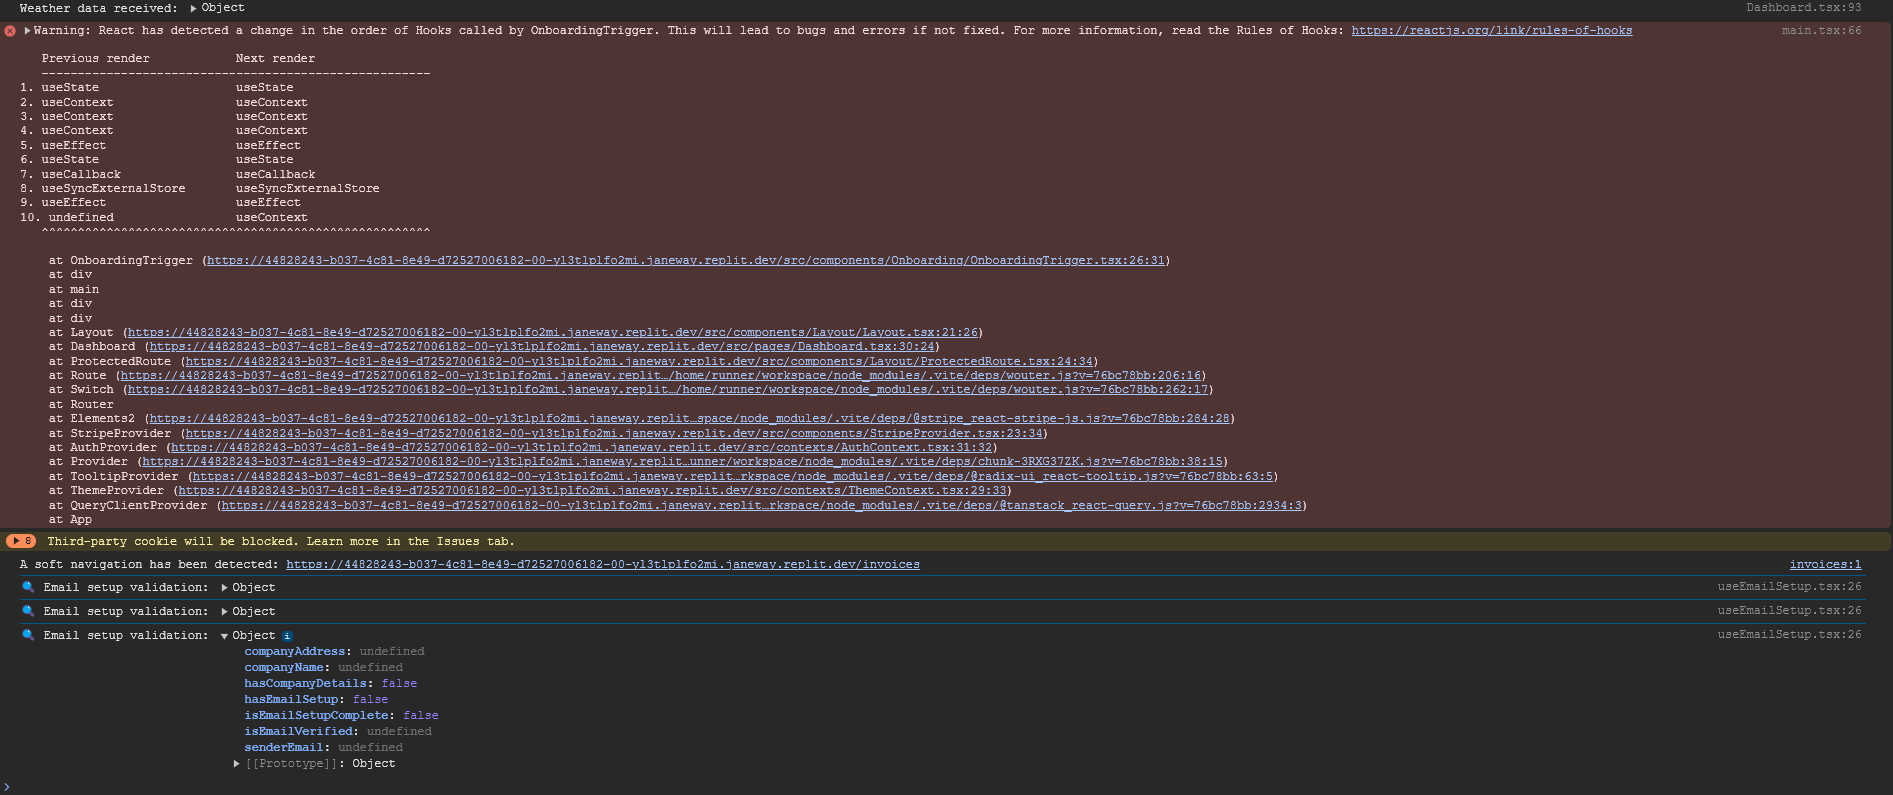 Weather data received: ▶ Object Dashboard.tsx:93
▶Warning: React has detected a change in the order of Hooks called by OnboardingTrigger. This will lead to bugs and errors if not fixed. For more information, read the Rules of Hooks: https://reactjs.org/link/rules-of-hooks main.tsx:66
Previous render Next render
------------------------------------------------------
1. useState useState
2. useContext useContext
3. useContext useContext
4. useContext useContext
5. useEffect useEffect
6. useState useState
7. useCallback useCallback
8. useSyncExternalStore useSyncExternalStore
9. useEffect useEffect
10. undefined useContext
^^^^^^^^^^^^^^^^^^^^^^^^^^^^^^^^^^^^^^^^^^^^^^^^^^^^^^
at OnboardingTrigger (https://44828243-b037-4c81-8e49-d72527006182-00-yl3tlplfo2mi.janeway.replit.dev/src/components/Onboarding/OnboardingTrigger.tsx:26:31)
at div
at main
at div
at div
at Layout (https://44828243-b037-4c81-8e49-d72527006182-00-yl3tlplfo2mi.janeway.replit.dev/src/components/Layout/Layout.tsx:21:26)
at Dashboard (https://44828243-b037-4c81-8e49-d72527006182-00-yl3tlplfo2mi.janeway.replit.dev/src/pages/Dashboard.tsx:30:24)
at ProtectedRoute (https://44828243-b037-4c81-8e49-d72527006182-00-yl3tlplfo2mi.janeway.replit.dev/src/components/Layout/ProtectedRoute.tsx:24:34)
at Route (https://44828243-b037-4c81-8e49-d72527006182-00-yl3tlplfo2mi.janeway.replit…/home/runner/workspace/node_modules/.vite/deps/wouter.js?v=76bc78bb:206:16)
at Switch (https://44828243-b037-4c81-8e49-d72527006182-00-yl3tlplfo2mi.janeway.replit…/home/runner/workspace/node_modules/.vite/deps/wouter.js?v=76bc78bb:262:17)
at Router
at Elements2 (https://44828243-b037-4c81-8e49-d72527006182-00-yl3tlplfo2mi.janeway.replit…space/node_modules/.vite/deps/@stripe_react-stripe-js.js?v=76bc78bb:284:28)
at StripeProvider (https://44828243-b037-4c81-8e49-d72527006182-00-yl3tlplfo2mi.janeway.replit.dev/src/components/StripeProvider.tsx:23:34)
at AuthProvider (https://44828243-b037-4c81-8e49-d72527006182-00-yl3tlplfo2mi.janeway.replit.dev/src/contexts/AuthContext.tsx:31:32)
at Provider (https://44828243-b037-4c81-8e49-d72527006182-00-yl3tlplfo2mi.janeway.replit…unner/workspace/node_modules/.vite/deps/chunk-3RXG37ZK.js?v=76bc78bb:38:15)
at TooltipProvider (https://44828243-b037-4c81-8e49-d72527006182-00-yl3tlplfo2mi.janeway.replit…rkspace/node_modules/.vite/deps/@radix-ui_react-tooltip.js?v=76bc78bb:63:5)
at ThemeProvider (https://44828243-b037-4c81-8e49-d72527006182-00-yl3tlplfo2mi.janeway.replit.dev/src/contexts/ThemeContext.tsx:29:33)
at QueryClientProvider (https://44828243-b037-4c81-8e49-d72527006182-00-yl3tlplfo2mi.janeway.replit…rkspace/node_modules/.vite/deps/@tanstack_react-query.js?v=76bc78bb:2934:3)
at App
▶ 8 Third-party cookie will be blocked. Learn more in the Issues tab.
A soft navigation has been detected: https://44828243-b037-4c81-8e49-d72527006182-00-yl3tlplfo2mi.janeway.replit.dev/invoices invoices:1
🔍 Email setup validation: ▶ Object useEmailSetup.tsx:26
🔍 Email setup validation: ▶ Object useEmailSetup.tsx:26
🔍 Email setup validation: ▼ Object i useEmailSetup.tsx:26
companyAddress: undefined
companyName: undefined
hasCompanyDetails: false
hasEmailSetup: false
isEmailSetupComplete: false
isEmailVerified: undefined
senderEmail: undefined
▶ [[Prototype]]: Object